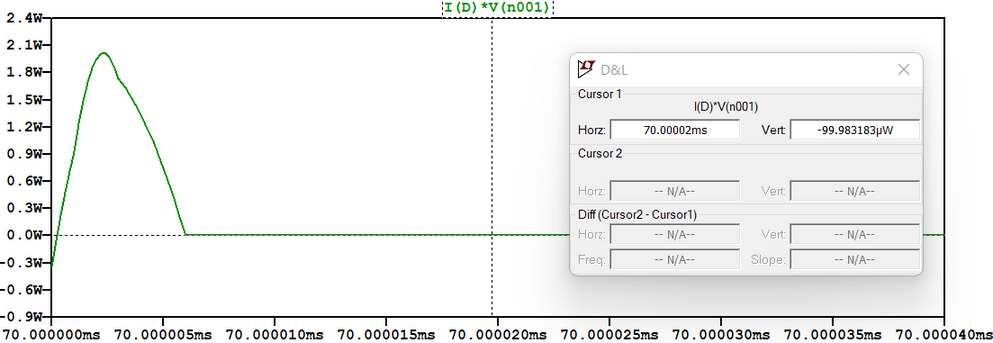 I(D)*V(n001)
2.4W
2.1W
1.8W
1.5W
1.2W
0.9W
0.6W
0.3W
0.0W
-0.3W
-0.6W
-0.9W
70.000000ms 70.000005ms 70.000010ms 70.000015ms 70.000020ms 70.000025ms 70.000030ms 70.000035ms 70.000040ms
D&L
Cursor 1
I(D)*V(n001)
Horz: 70.00002ms Vert: -99.983183µW
Cursor 2
Horz: -- N/A-- Vert: -- N/A--
Diff (Cursor2 - Cursor1)
Horz: -- N/A-- Vert: -- N/A--
Freq: -- N/A-- Slope: -- N/A--